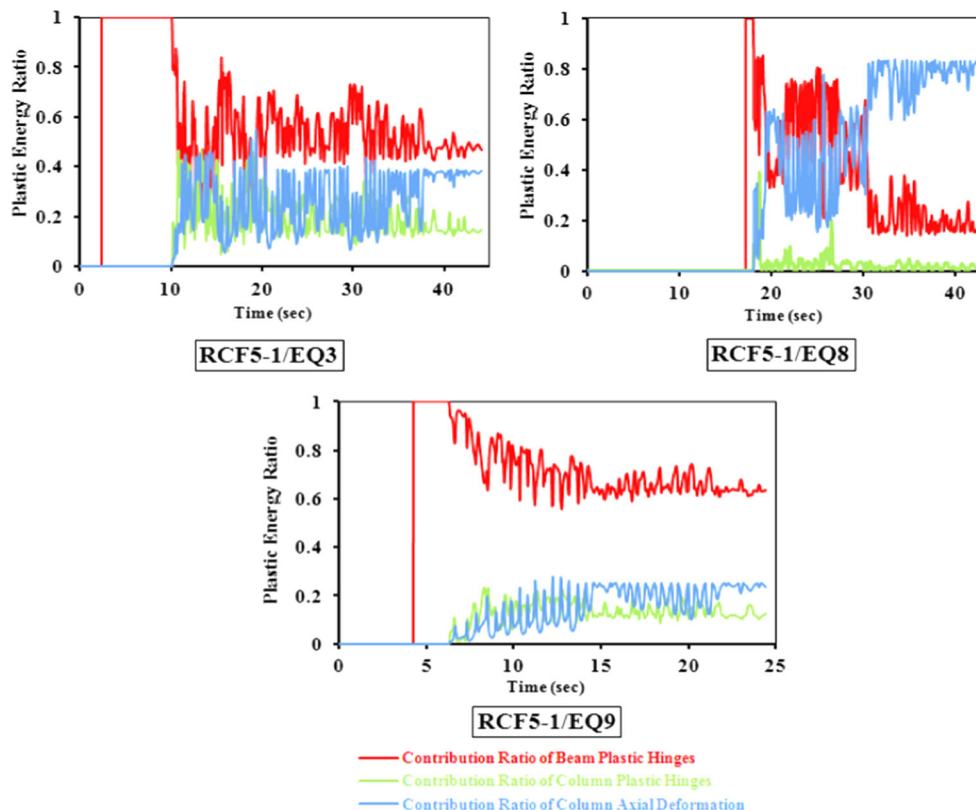 Plastic Energy Ratio
1
0.8
0.6
0.4
0.2
0
0 10 20 30 40
Time (sec)
RCF5-1/EQ3
Plastic Energy Ratio
1
0.8
0.6
0.4
0.2
0
0 10 20 30 40
Time (sec)
RCF5-1/EQ8
Plastic Energy Ratio
1
0.8
0.6
0.4
0.2
0
0 5 10 15 20 25
Time (sec)
RCF5-1/EQ9
Contribution Ratio of Beam Plastic Hinges
Contribution Ratio of Column Plastic Hinges
Contribution Ratio of Column Axial Deformation